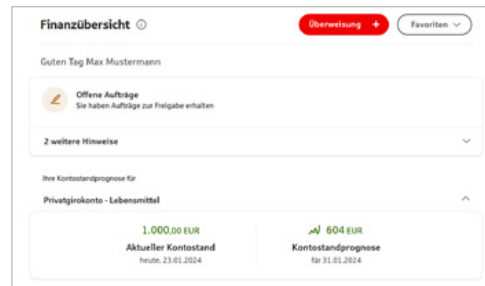 Finanzübersicht
Überweisung +
Favoriten
Guten Tag Max Mustermann
Offene Aufträge
Sie haben Aufträge zur Freigabe erhalten
2 weitere Hinweise
Ihre Kontostandprognose für
Privatgirokonto - Lebensmittel
1.000,00 EUR
Aktueller Kontostand
heute, 23.01.2024
604 EUR
Kontostandprognose
für 31.01.2024